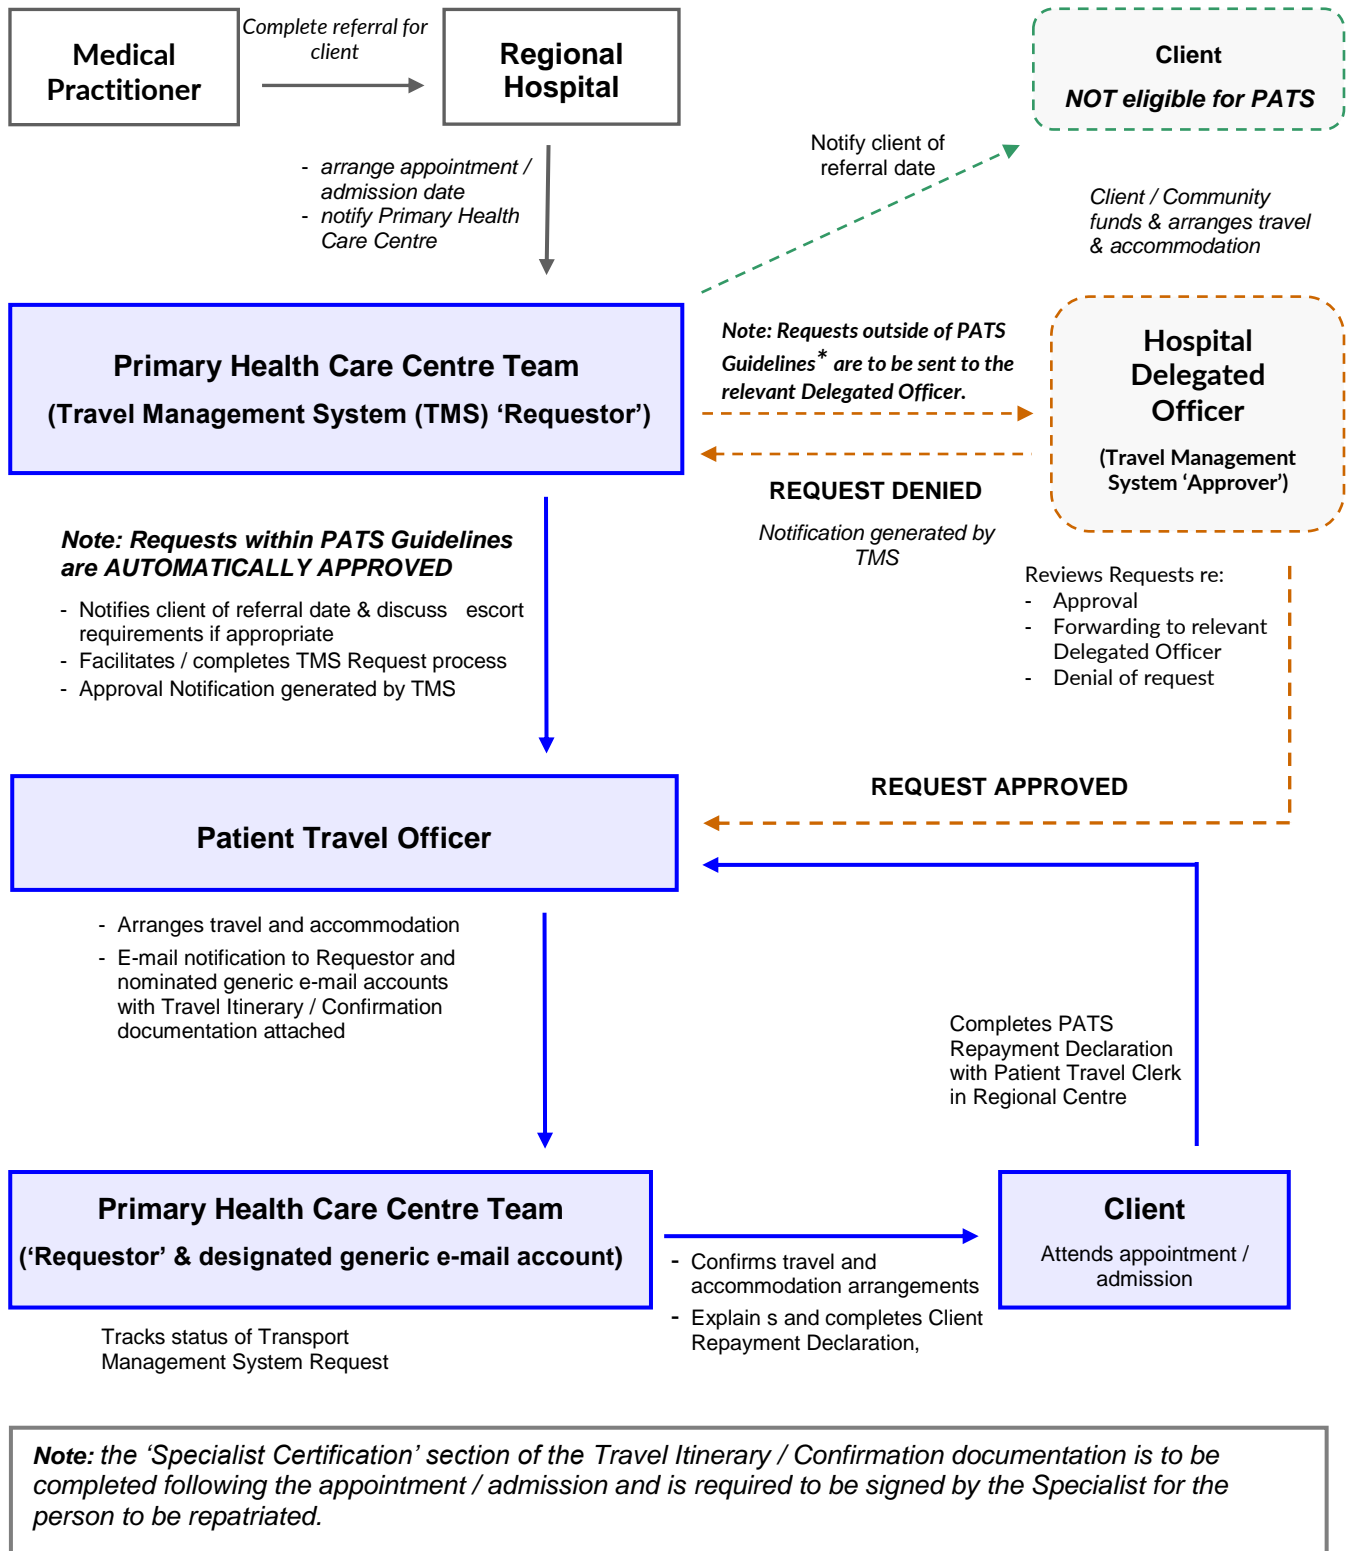 Medical
Practitioner
Complete referral for
client
Regional
Hospital
Client
NOT eligible for PATS
Notify client of
referral date
- arrange appointment /
admission date
- notify Primary Health
Care Centre
Client / Community
funds & arranges travel
& accommodation
Primary Health Care Centre Team
(Travel Management System (TMS) ‘Requestor’)
Note: Requests outside of PATS
Guidelines* are to be sent to the
relevant Delegated Officer.
Hospital
Delegated
Officer
(Travel Management
System ‘Approver’)
REQUEST DENIED
Notification generated by
TMS
Note: Requests within PATS Guidelines
are AUTOMATICALLY APPROVED
- Notifies client of referral date & discuss escort
requirements if appropriate
- Facilitates / completes TMS Request process
- Approval Notification generated by TMS
Reviews Requests re:
- Approval
- Forwarding to relevant
Delegated Officer
- Denial of request
REQUEST APPROVED
Patient Travel Officer
- Arranges travel and accommodation
- E-mail notification to Requestor and
nominated generic e-mail accounts
with Travel Itinerary / Confirmation
documentation attached
Completes PATS
Repayment Declaration
with Patient Travel Clerk
in Regional Centre
Primary Health Care Centre Team
(‘Requestor’ & designated generic e-mail account)
- Confirms travel and
accommodation arrangements
- Explain s and completes Client
Repayment Declaration,
Client
Attends appointment /
admission
Tracks status of Transport
Management System Request
Note: the ‘Specialist Certification’ section of the Travel Itinerary / Confirmation documentation is to be
completed following the appointment / admission and is required to be signed by the Specialist for the
person to be repatriated.